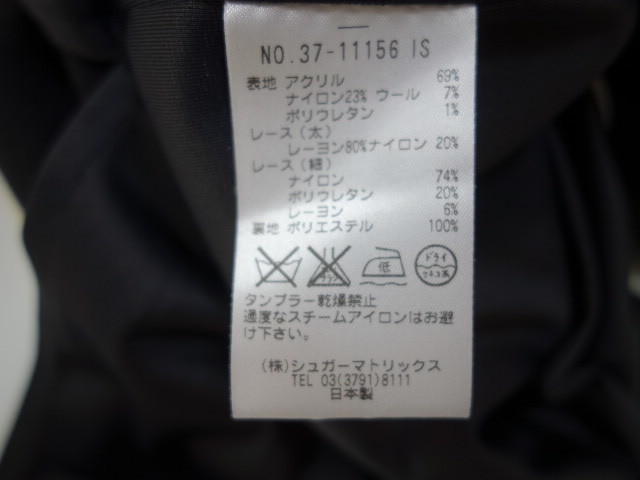 NO.37-11156 IS
表地 アクリル 69%
ナイロン23% ウール 7%
ポリウレタン 1%
レース(太)
レーヨン80%ナイロン 20%
レース(細)
ナイロン 74%
ポリウレタン 20%
レーヨン 6%
裏地 ポリエステル 100%
低 ドライ
セキユ系
タンブラー乾燥禁止
過度なスチームアイロンはお避
け下さい。
(株)シュガーマトリックス
TEL 03(3791)8111
日本製